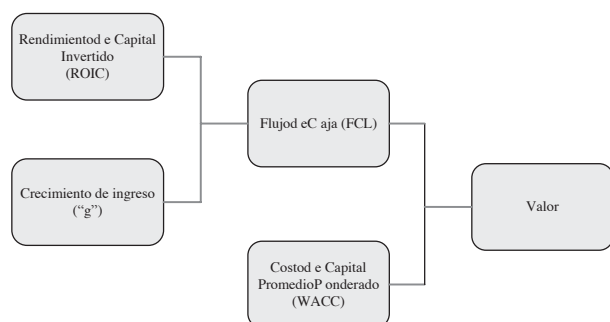 Rendimientod e Capital
Invertido
(ROIC)
Flujod eC aja (FCL)
Crecimiento de ingreso
(“g”)
Valor
Costod e Capital
PromedioP onderado
(WACC)